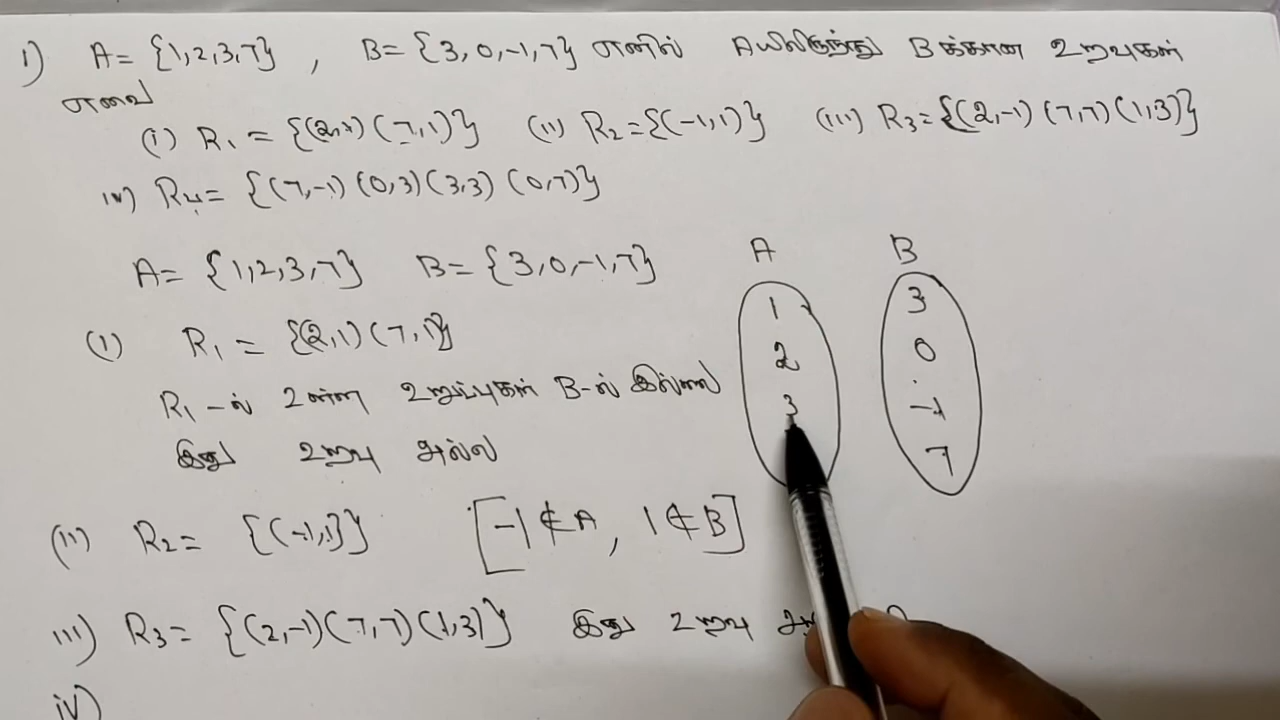 1) A = {1,2,3,7} , B = {3,0,-1,7} எனில் Aயிலிருந்து Bக்கான உறவுகள்
எவை
(i) R₁ = {(2,1)(7,1)} (ii) R₂={(-1,1)} (iii) R₃={(2,-1)(7,7)(1,3)}
iv) R₄= {(7,-1)(0,3)(3,3)(0,7)}
A = {1,2,3,7} B = {3,0,-1,7}
A B
1 3
2 0
3 -1
7
(i) R₁ = {(2,1)(7,1)}
R₁-ல் உள்ள உறுப்புகள் B-ல் இல்லை
இது உறவு அல்ல
(ii) R₂ = {(-1,1)} [-1∉A, 1∉B]
iii) R₃ = {(2,-1)(7,7)(1,3)} இது உறவு
iv)